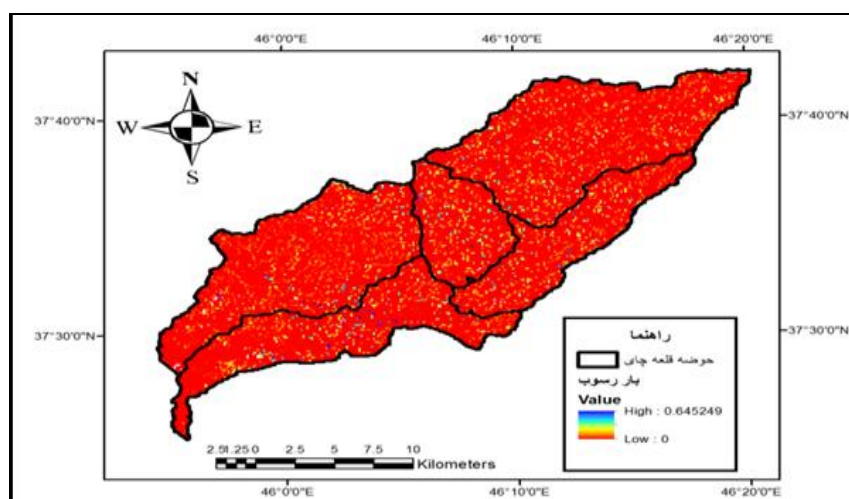 46°0'0"E 46°10'0"E 46°20'0"E
N
W E
S
37°40'0"N 37°40'0"N
37°30'0"N 37°30'0"N
راهنما
حوضه قلعه چای
بار رسوب
Value
High : 0.645249
Low : 0
2.51.25 0 2.5 5 7.5 10
Kilometers
46°0'0"E 46°10'0"E 46°20'0"E